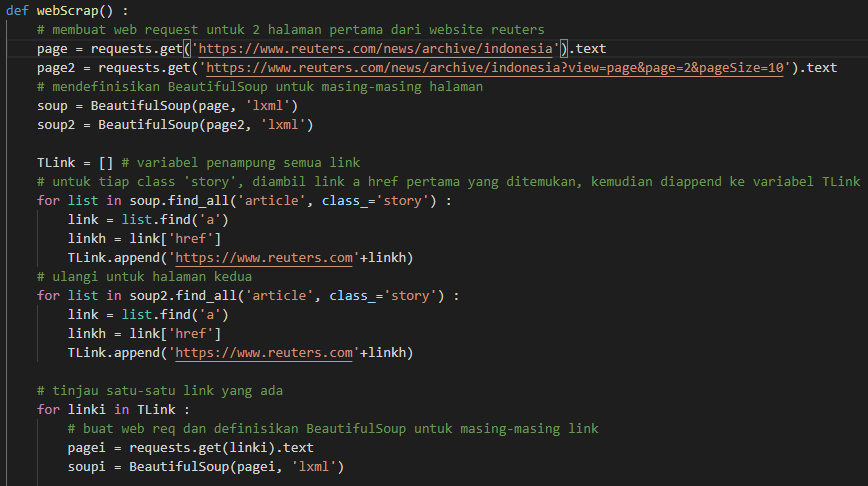 def webScrap() :
# membuat web request untuk 2 halaman pertama dari website reuters
page = requests.get('https://www.reuters.com/news/archive/indonesia').text
page2 = requests.get('https://www.reuters.com/news/archive/indonesia?view=page&page=2&pageSize=10').text
# mendefinisikan BeautifulSoup untuk masing-masing halaman
soup = BeautifulSoup(page, 'lxml')
soup2 = BeautifulSoup(page2, 'lxml')
TLink = [] # variabel penampung semua link
# untuk tiap class 'story', diambil link a href pertama yang ditemukan, kemudian diappend ke variabel TLink
for list in soup.find_all('article', class_='story') :
link = list.find('a')
linkh = link['href']
TLink.append('https://www.reuters.com'+linkh)
# ulangi untuk halaman kedua
for list in soup2.find_all('article', class_='story') :
link = list.find('a')
linkh = link['href']
TLink.append('https://www.reuters.com'+linkh)
# tinjau satu-satu link yang ada
for linki in TLink :
# buat web req dan definisikan BeautifulSoup untuk masing-masing link
pagei = requests.get(linki).text
soupi = BeautifulSoup(pagei, 'lxml')